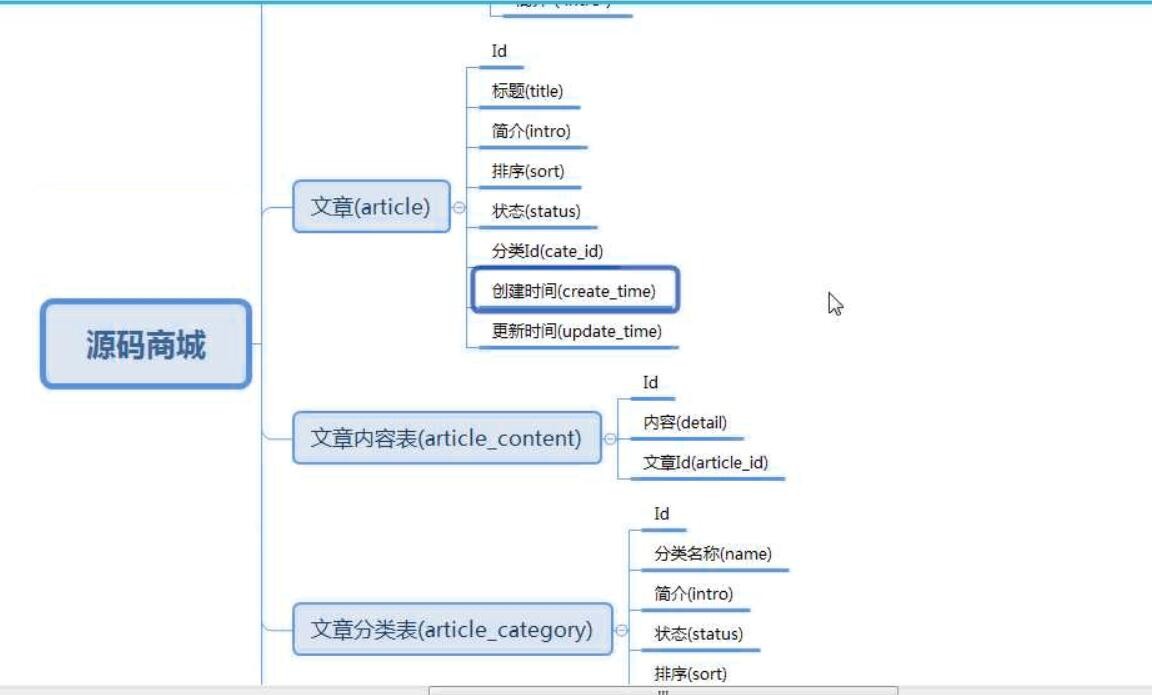 Id
标题(title)
简介(intro)
排序(sort)
文章(article)
状态(status)
分类Id(cate_id)
创建时间(create_time)
更新时间(update_time)
源码商城
Id
文章内容表(article_content)
内容(detail)
文章Id(article_id)
Id
分类名称(name)
简介(intro)
文章分类表(article_category)
状态(status)
排序(sort)